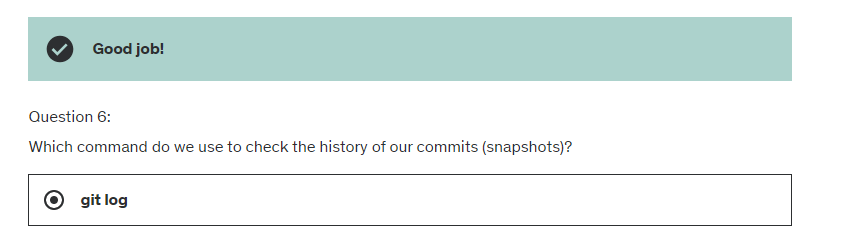 Good job!
Question 6:
Which command do we use to check the history of our commits (snapshots)?
git log